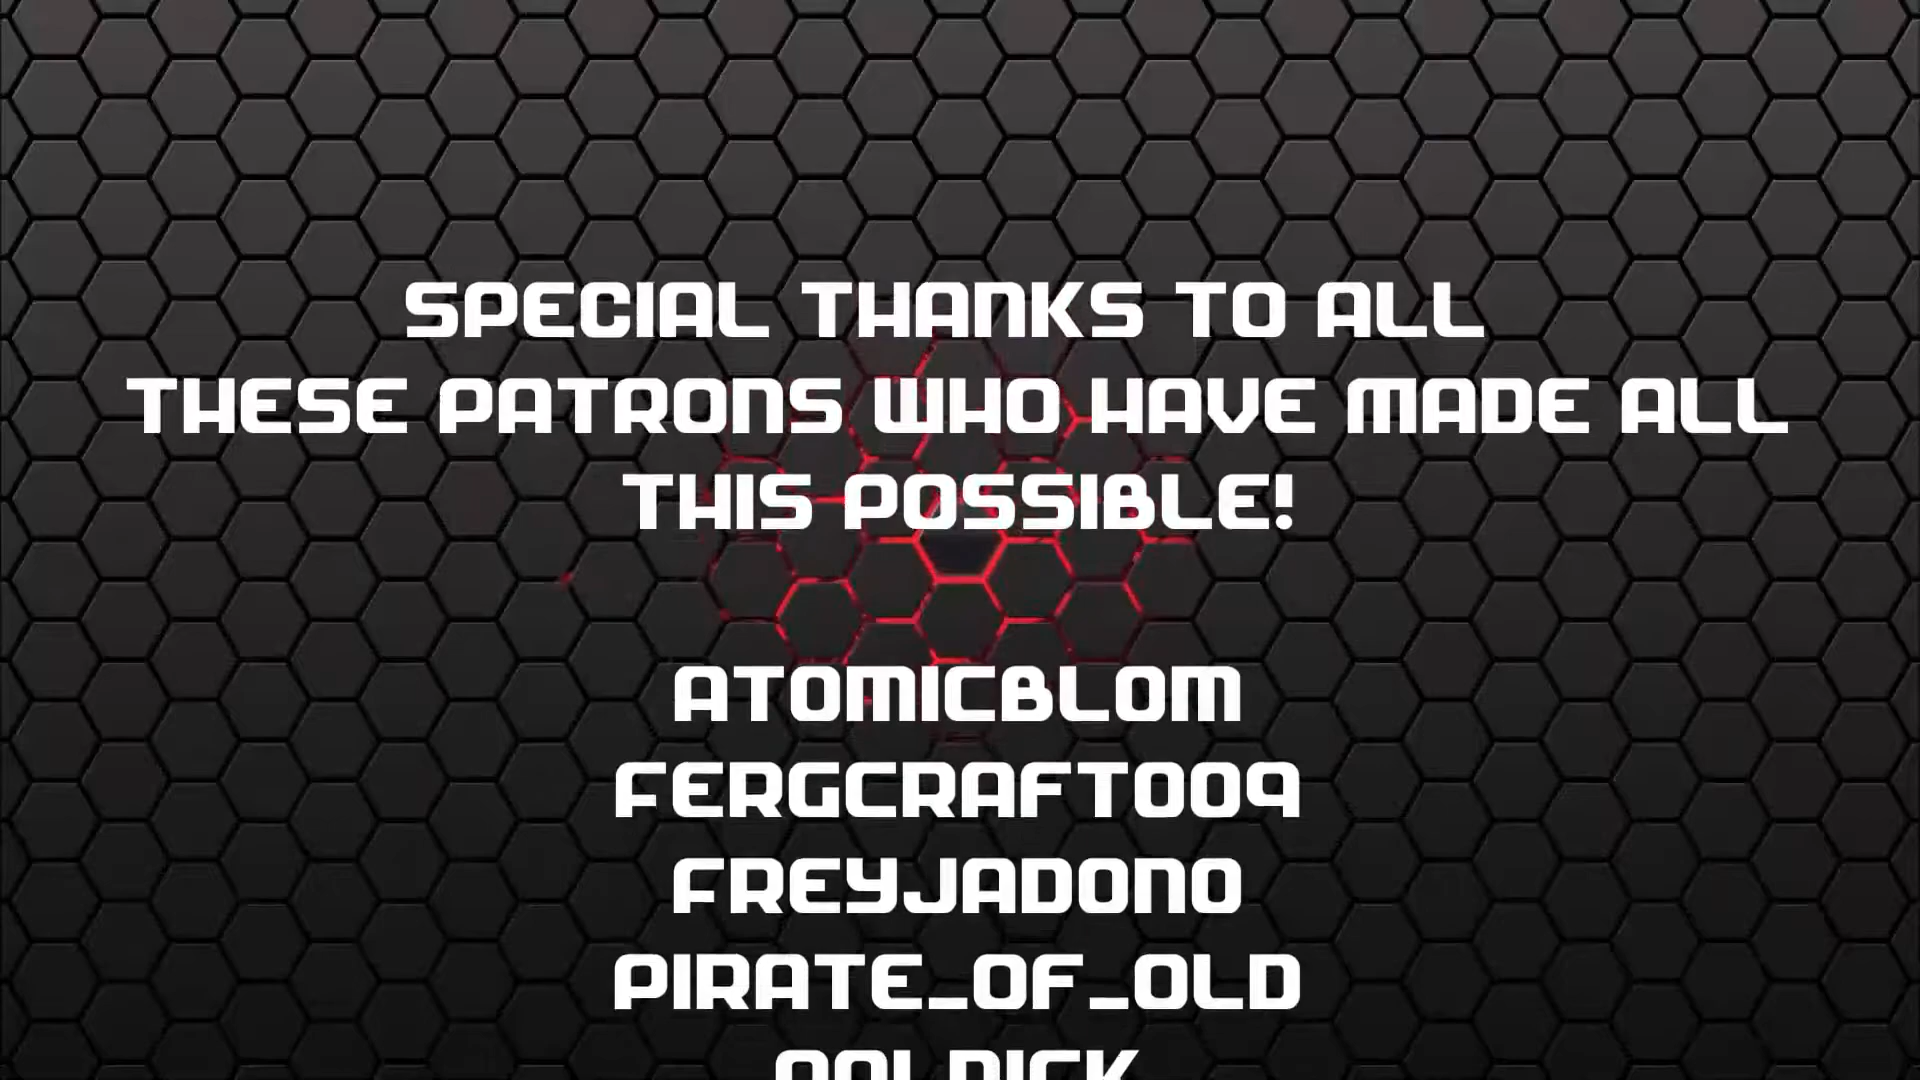 SPECIAL THANKS TO ALL
THESE PATRONS WHO HAVE MADE ALL
THIS POSSIBLE!
ATOMICBLOM
FERGCRAFT009
FREYJADONO
PIRATE_OF_OLD